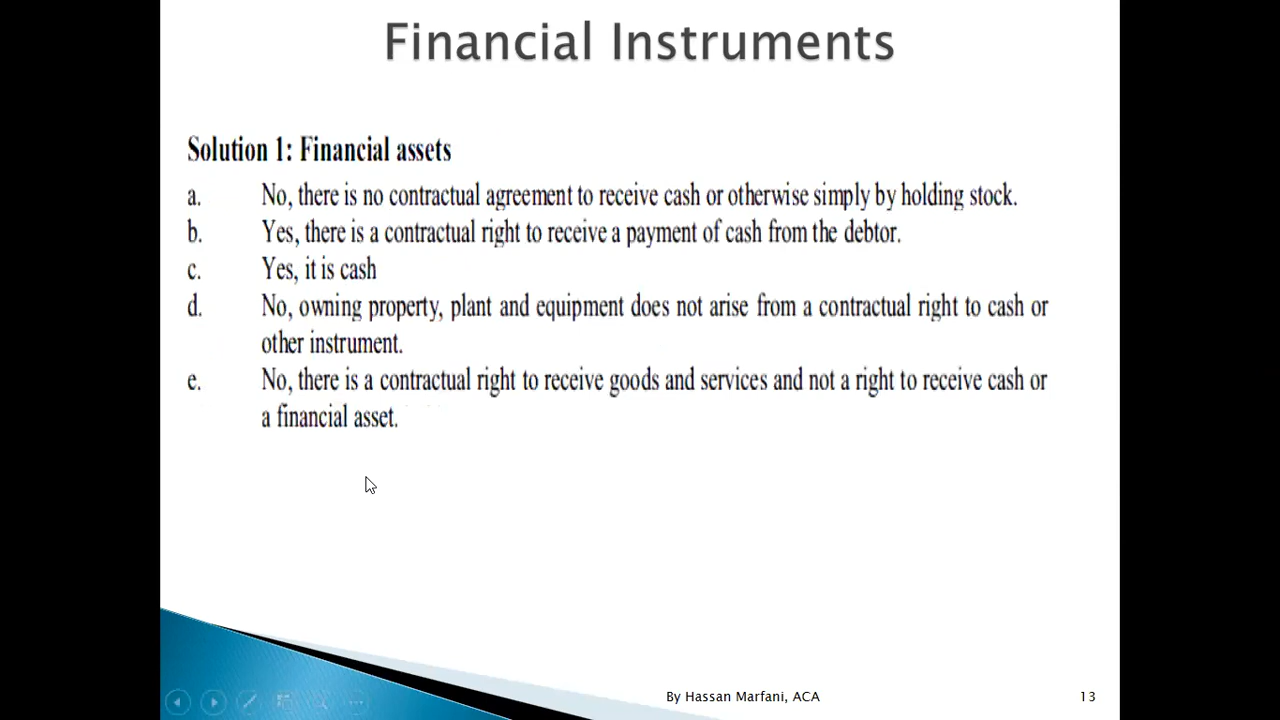 Financial Instruments
Solution 1: Financial assets
a. No, there is no contractual agreement to receive cash or otherwise simply by holding stock.
b. Yes, there is a contractual right to receive a payment of cash from the debtor.
c. Yes, it is cash
d. No, owning property, plant and equipment does not arise from a contractual right to cash or
other instrument.
e. No, there is a contractual right to receive goods and services and not a right to receive cash or
a financial asset.
By Hassan Marfani, ACA 13